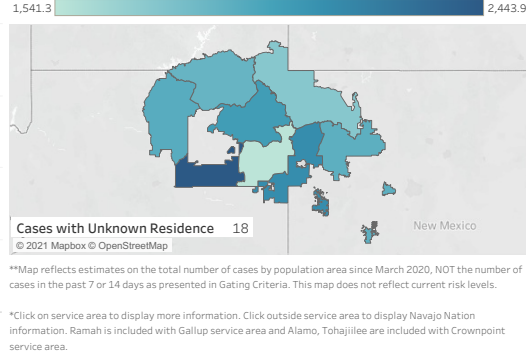 1,541.3 2,443.9
New Mexico
Cases with Unknown Residence 18
© 2021 Mapbox © OpenStreetMap
**Map reflects estimates on the total number of cases by population area since March 2020, NOT the number of
cases in the past 7 or 14 days as presented in Gating Criteria. This map does not reflect current risk levels.
*Click on service area to display more information. Click outside service area to display Navajo Nation
information. Ramah is included with Gallup service area and Alamo, Tohajiilee are included with Crownpoint
service area.